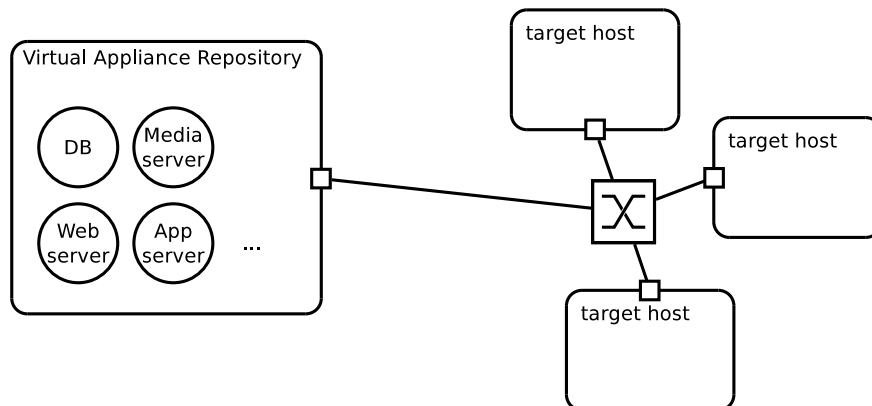 Virtual Appliance Repository
DB
Media
server
Web
server
App
server
...
target host
target host
target host